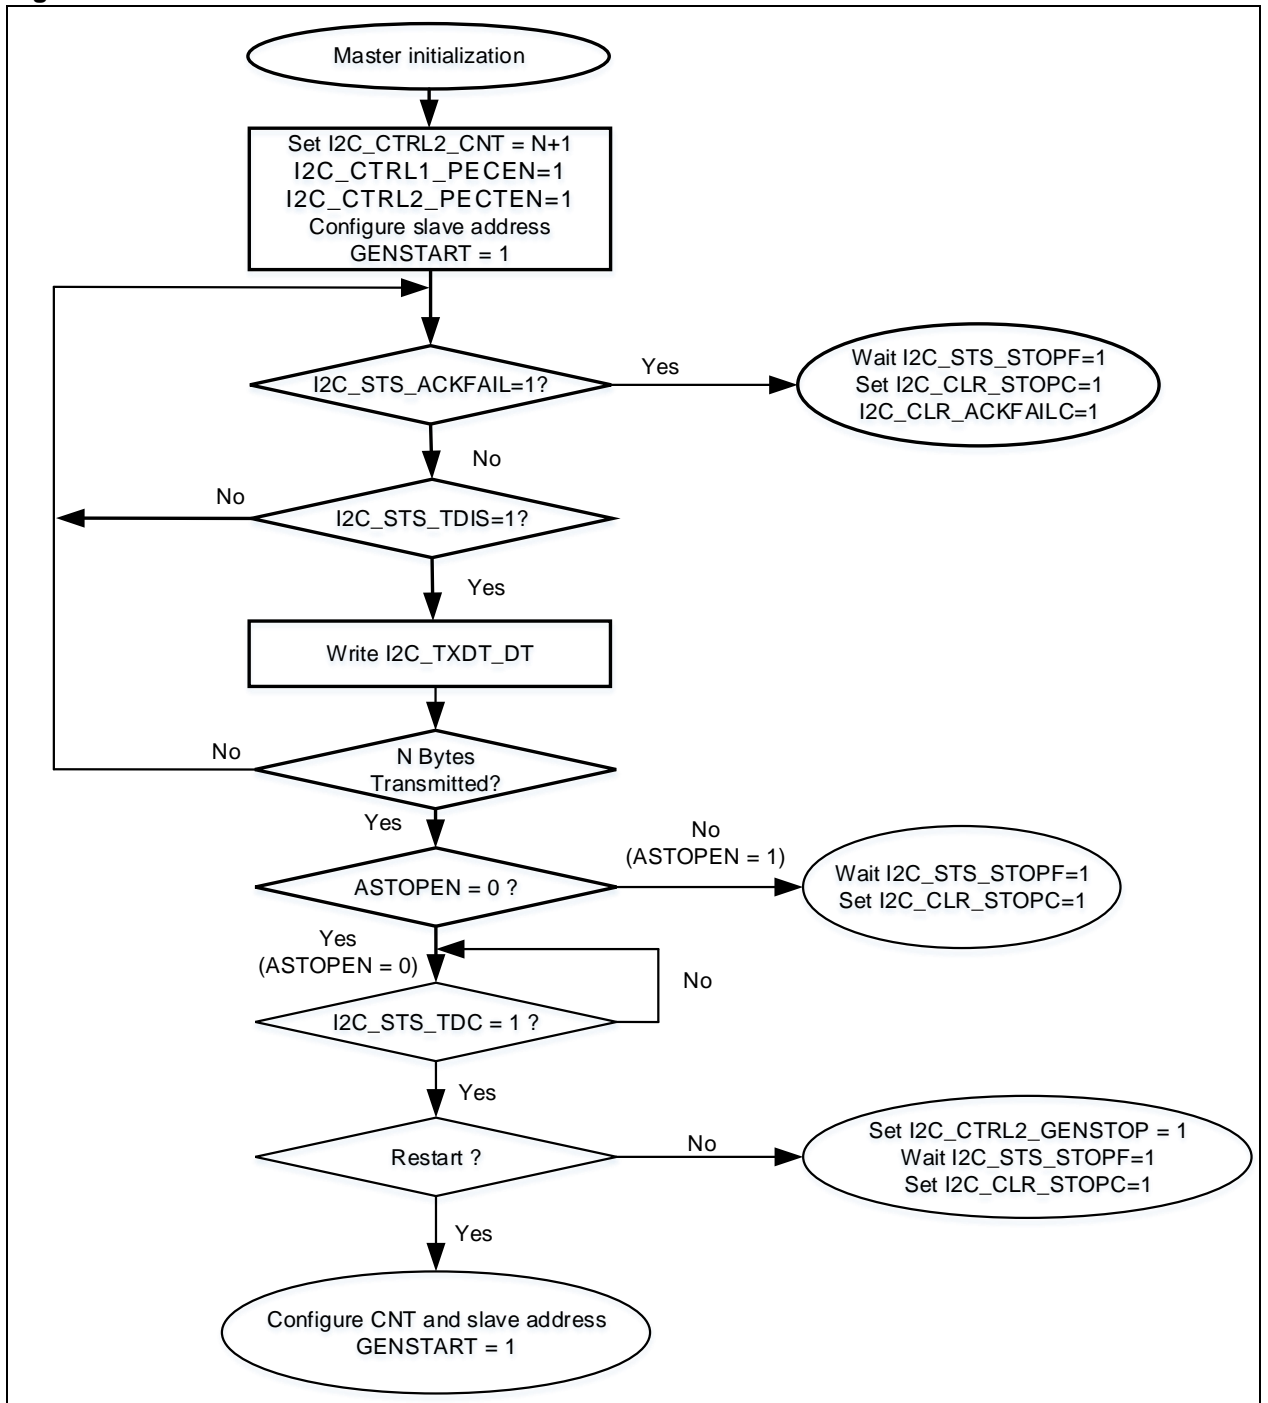 Master initialization
Set I2C_CTRL2_CNT = N+1
I2C_CTRL1_PECEN=1
I2C_CTRL2_PECTEN=1
Configure slave address
GENSTART = 1
I2C_STS_ACKFAIL=1?
Yes
Wait I2C_STS_STOPF=1
Set I2C_CLR_STOPC=1
I2C_CLR_ACKFAILC=1
No
No
I2C_STS_TDIS=1?
Yes
Write I2C_TXDT_DT
No
N Bytes
Transmitted?
Yes
No
(ASTOPEN = 1)
ASTOPEN = 0 ?
Wait I2C_STS_STOPF=1
Set I2C_CLR_STOPC=1
Yes
(ASTOPEN = 0)
No
I2C_STS_TDC = 1 ?
Yes
Restart ?
No
Set I2C_CTRL2_GENSTOP = 1
Wait I2C_STS_STOPF=1
Set I2C_CLR_STOPC=1
Yes
Configure CNT and slave address
GENSTART = 1